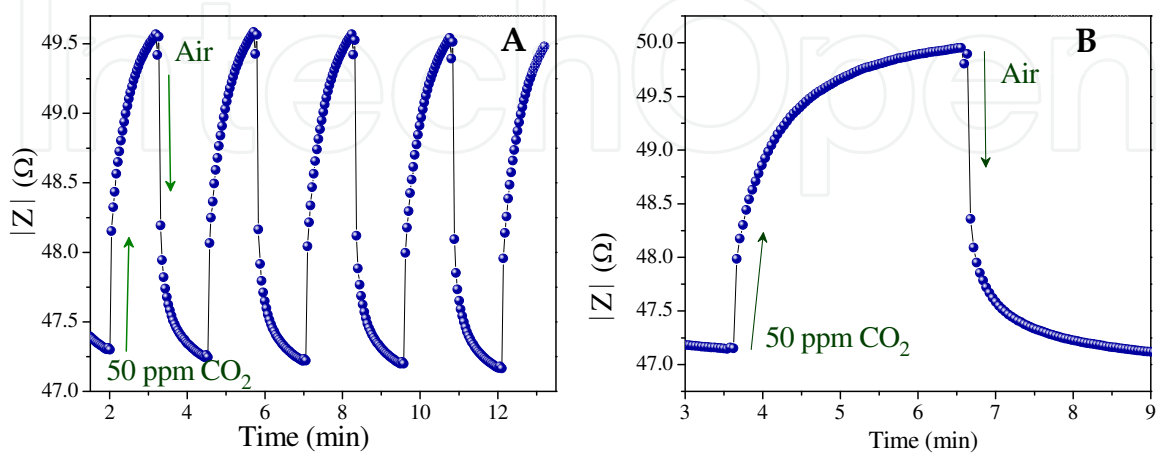 IntechOpen
A
Air
50 ppm CO₂
|Z| (Ω)
49.5
49.0
48.5
48.0
47.5
47.0
2 4 6 8 10 12
Time (min)
B
Air
50 ppm CO₂
|Z| (Ω)
50.0
49.5
49.0
48.5
48.0
47.5
47.0
3 4 5 6 7 8 9
Time (min)